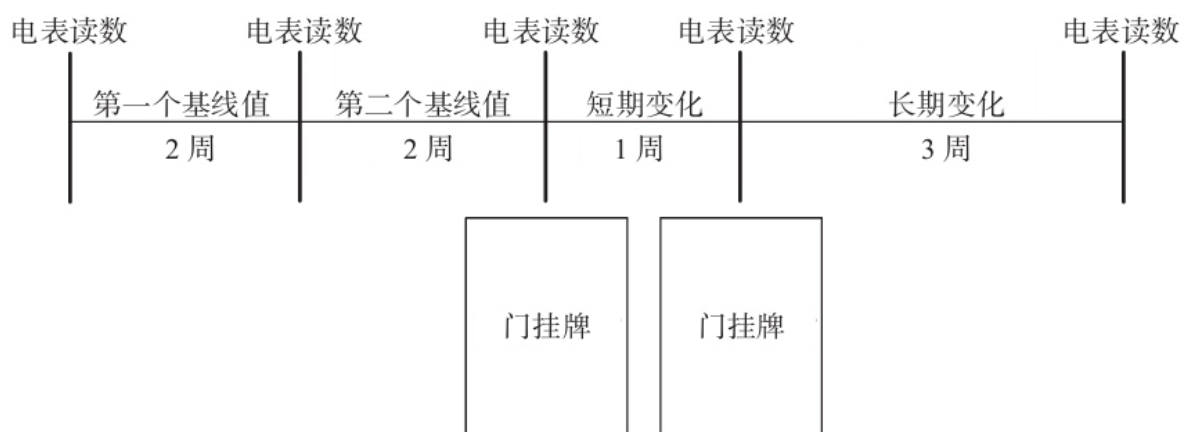 电表读数 电表读数 电表读数 电表读数 电表读数
第一个基线值 第二个基线值 短期变化 长期变化
2 周 2 周 1 周 3 周
门挂牌 门挂牌